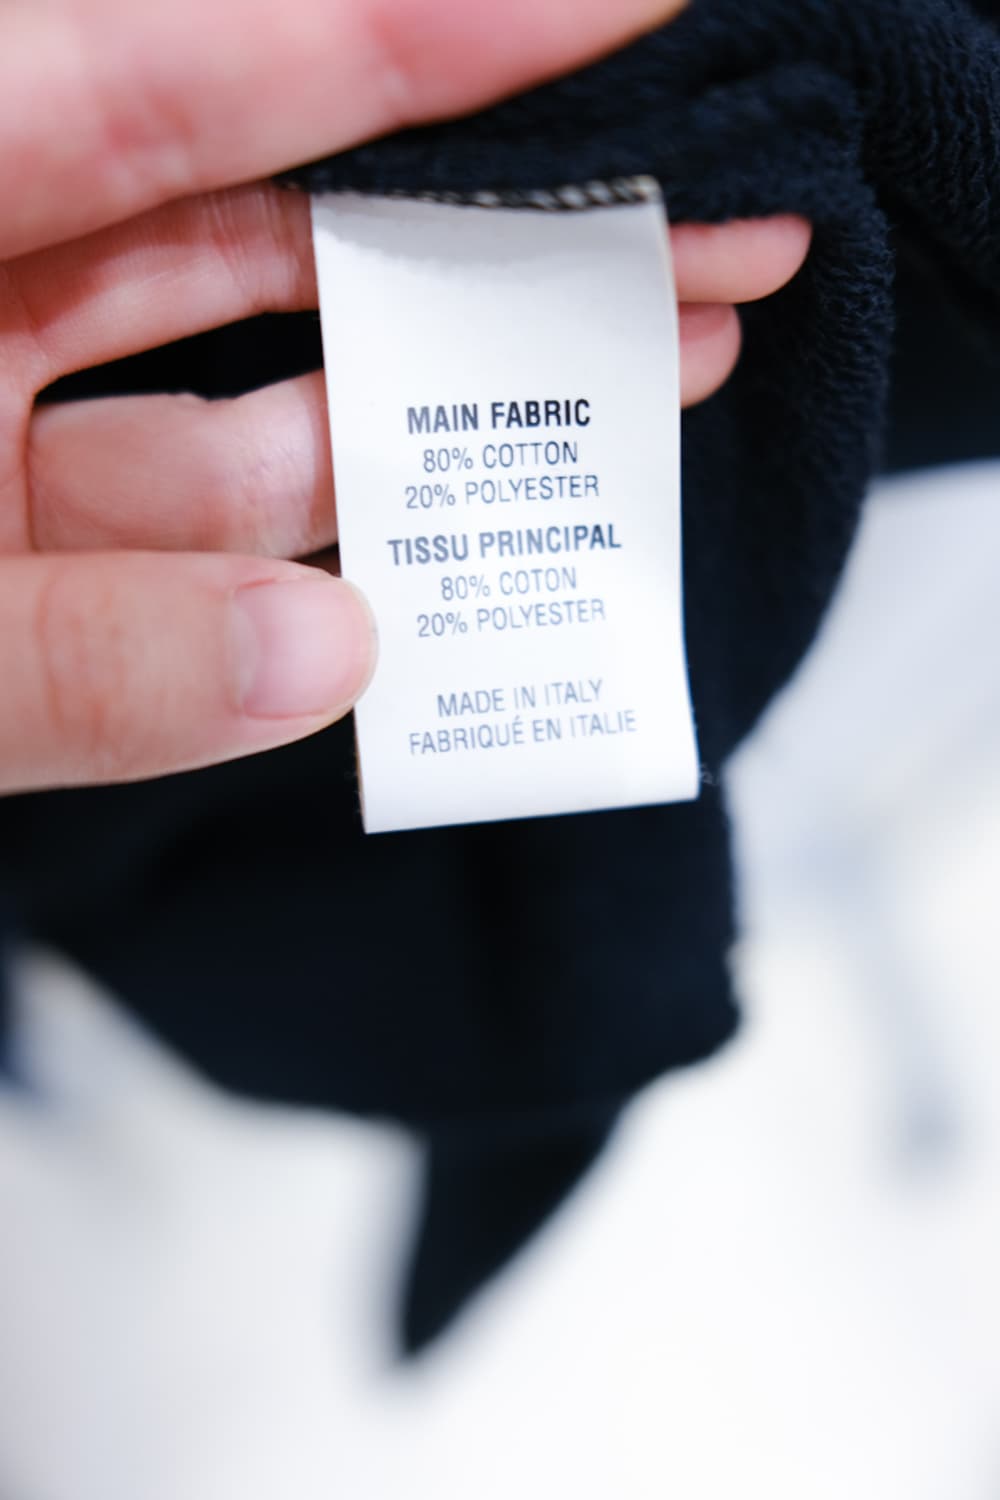 MAIN FABRIC
80% COTTON
20% POLYESTER
TISSU PRINCIPAL
80% COTON
20% POLYESTER
MADE IN ITALY
FABRIQUÉ EN ITALIE